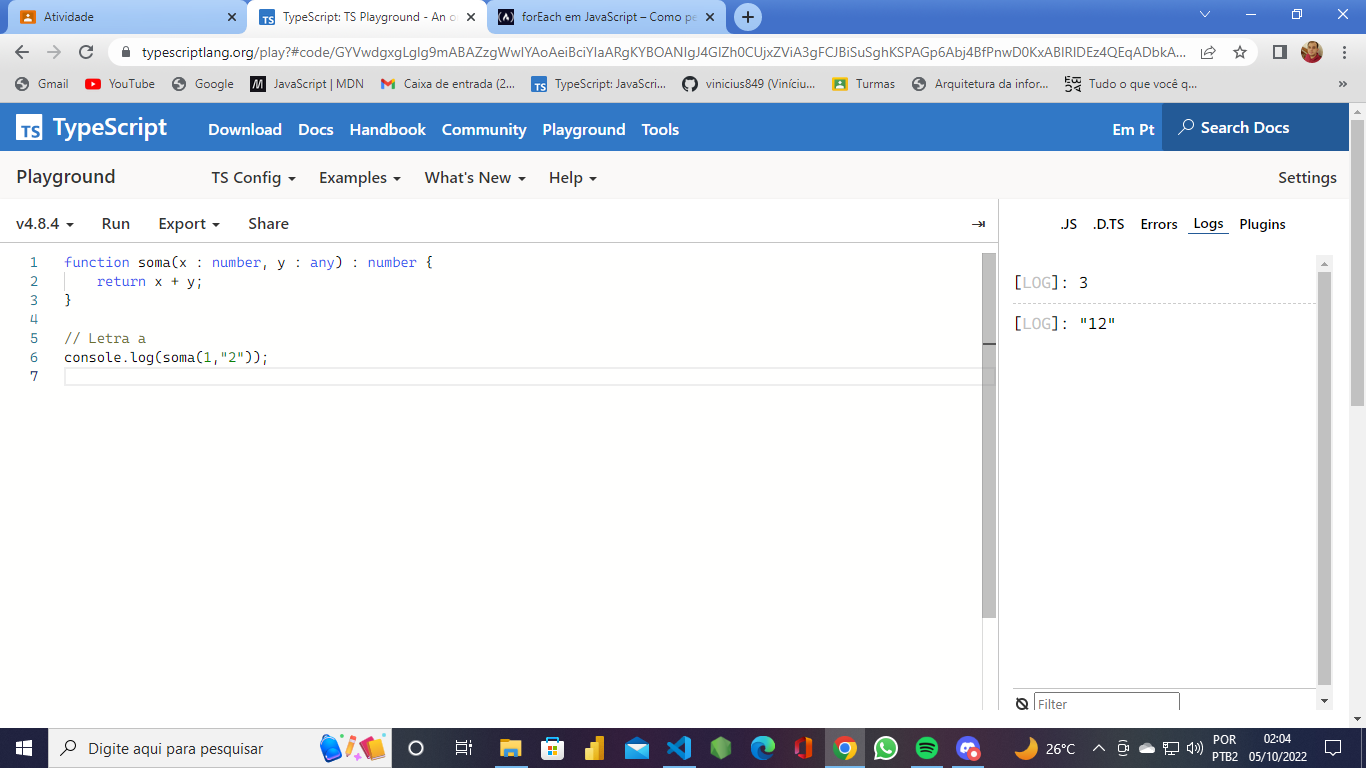 Atividade
TypeScript: TS Playground - An o
forEach em JavaScript – Como pe
typescriptlang.org/play?#code/
Gmail
YouTube
Google
JavaScript | MDN
Caixa de entrada (2...
TypeScript: JavaScri...
vinicius849 (Viníciu...
Turmas
Arquitetura da infor...
Tudo o que você q...
»
TS TypeScript
Download
Docs
Handbook
Community
Playground
Tools
Em Pt
Search Docs
Playground
TS Config
Examples
What's New
Help
Settings
v4.8.4
Run
Export
Share
.JS
.D.TS
Errors
Logs
Plugins
1 function soma(x : number, y : any) : number {
2 return x + y;
3 }
4
5 // Letra a
6 console.log(soma(1,"2"));
7
[LOG]: 3
[LOG]: "12"
Filter
Digite aqui para pesquisar
26°C
POR
PTB2
02:04
05/10/2022